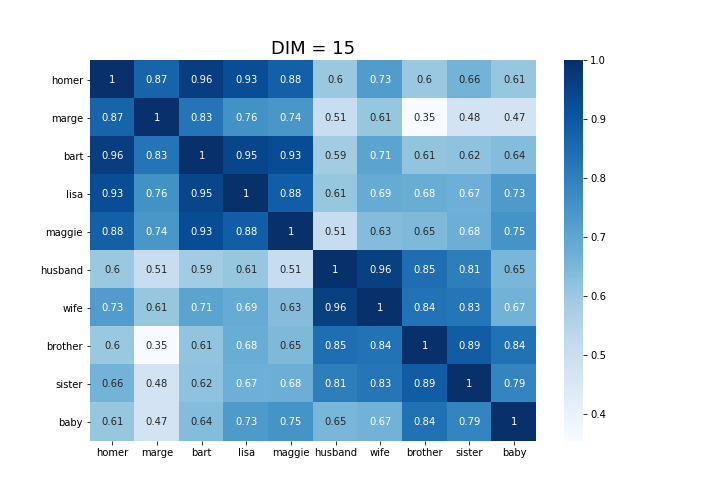 DIM = 15
homer 1 0.87 0.96 0.93 0.88 0.6 0.73 0.6 0.66 0.61
marge 0.87 1 0.83 0.76 0.74 0.51 0.61 0.35 0.48 0.47
bart 0.96 0.83 1 0.95 0.93 0.59 0.71 0.61 0.62 0.64
lisa 0.93 0.76 0.95 1 0.88 0.61 0.69 0.68 0.67 0.73
maggie 0.88 0.74 0.93 0.88 1 0.51 0.63 0.65 0.68 0.75
husband 0.6 0.51 0.59 0.61 0.51 1 0.96 0.85 0.81 0.65
wife 0.73 0.61 0.71 0.69 0.63 0.96 1 0.84 0.83 0.67
brother 0.6 0.35 0.61 0.68 0.65 0.85 0.84 1 0.89 0.84
sister 0.66 0.48 0.62 0.67 0.68 0.81 0.83 0.89 1 0.79
baby 0.61 0.47 0.64 0.73 0.75 0.65 0.67 0.84 0.79 1
homer marge bart lisa maggie husband wife brother sister baby
1.0
0.9
0.8
0.7
0.6
0.5
0.4